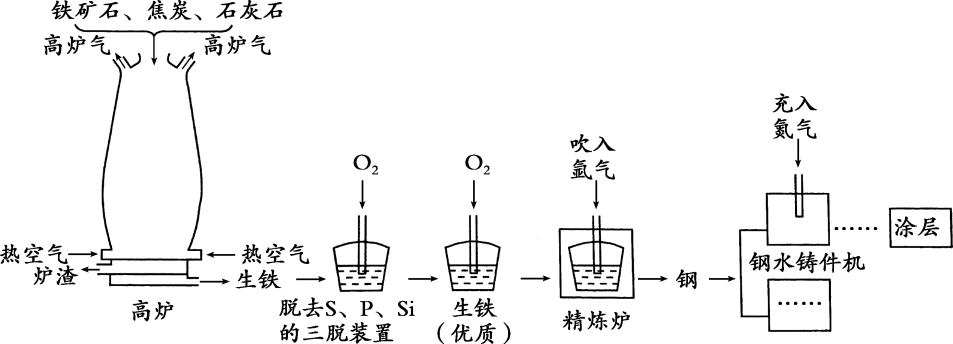 铁矿石、焦炭、石灰石
高炉气
高炉气
热空气
热空气
炉渣
生铁
高炉
O₂
脱去S、P、Si
的三脱装置
O₂
生铁
(优质)
吹入
氩气
精炼炉
钢
充入
氮气
钢水铸件机
……
……
涂层